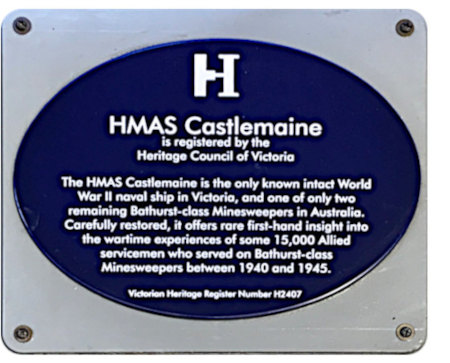 H
HMAS Castlemaine
is registered by the
Heritage Council of Victoria
The HMAS Castlemaine is the only known intact World
War II naval ship in Victoria, and one of only two
remaining Bathurst-class Minesweepers in Australia.
Carefully restored, it offers rare first-hand insight into
the wartime experiences of some 15,000 Allied
servicemen who served on Bathurst-class
Minesweepers between 1940 and 1945.
Victorian Heritage Register Number H2407